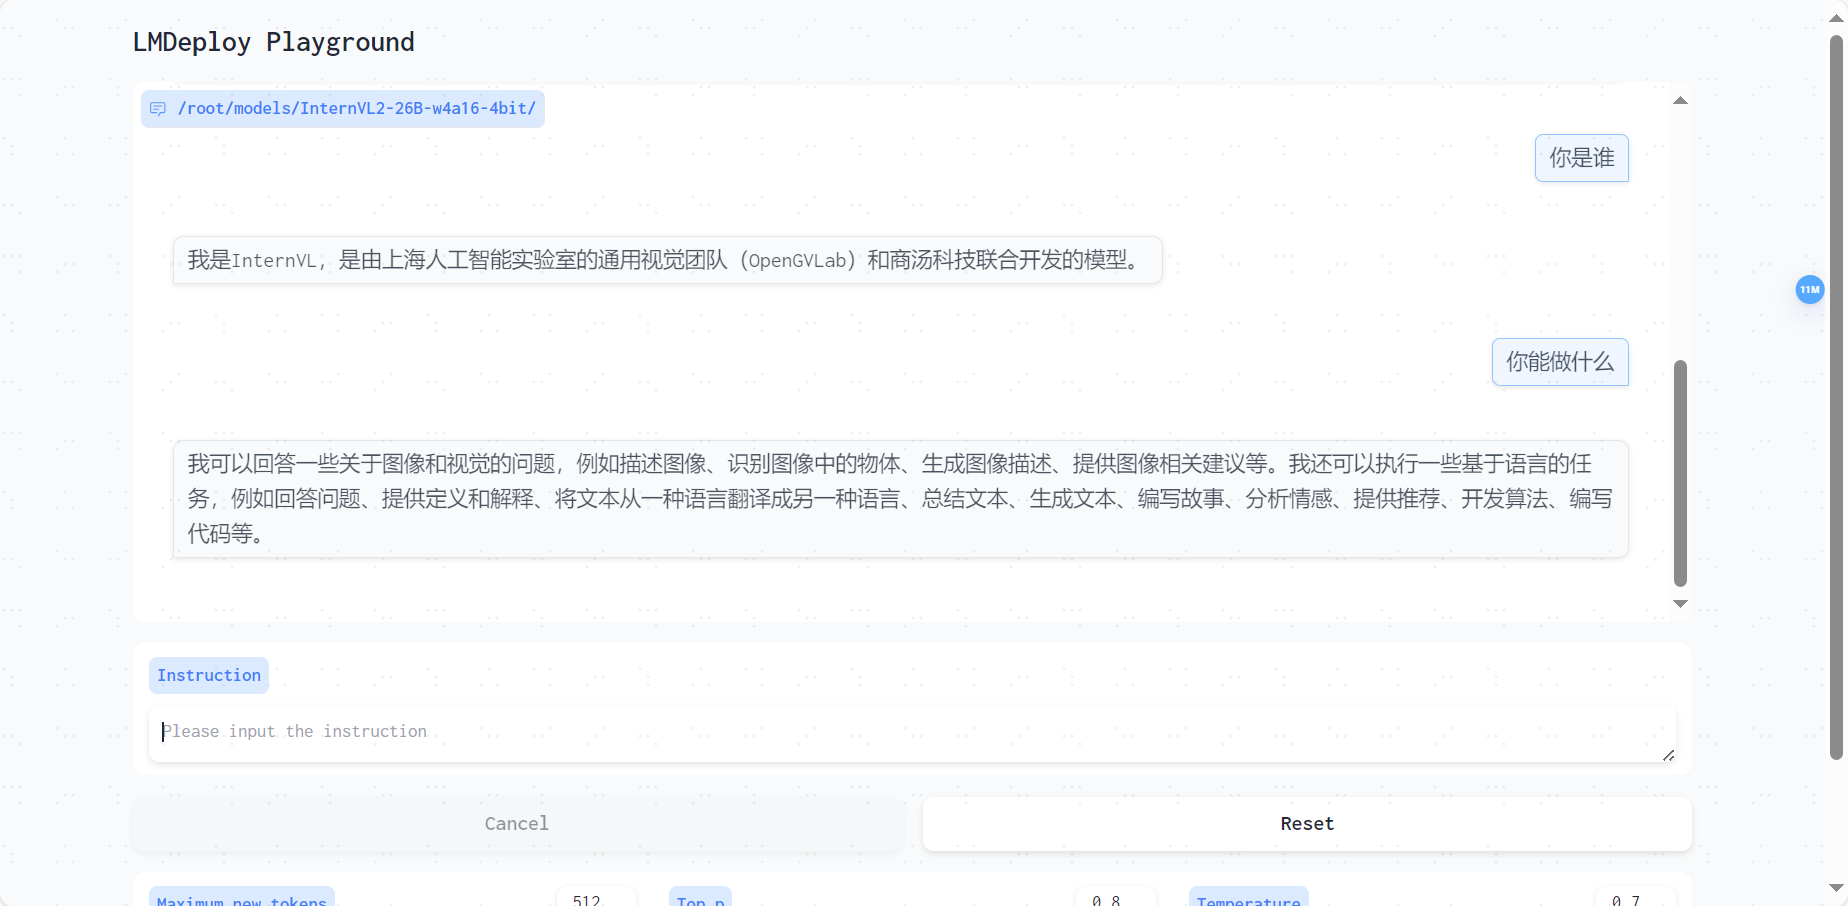 LMDeploy Playground
/root/models/InternVL2-26B-w4a16-4bit/
你是谁
我是InternVL，是由上海人工智能实验室的通用视觉团队（OpenGVLab）和商汤科技联合开发的模型。
你能做什么
我可以回答一些关于图像和视觉的问题，例如描述图像、识别图像中的物体、生成图像描述、提供图像相关建议等。我还可以执行一些基于语言的任
务，例如回答问题、提供定义和解释、将文本从一种语言翻译成另一种语言、总结文本、生成文本、编写故事、分析情感、提供推荐、开发算法、编写
代码等。
11M
Instruction
Please input the instruction
Cancel
Reset
Maximum new tokens
512
Top_p
0.8
Temperature
0.7